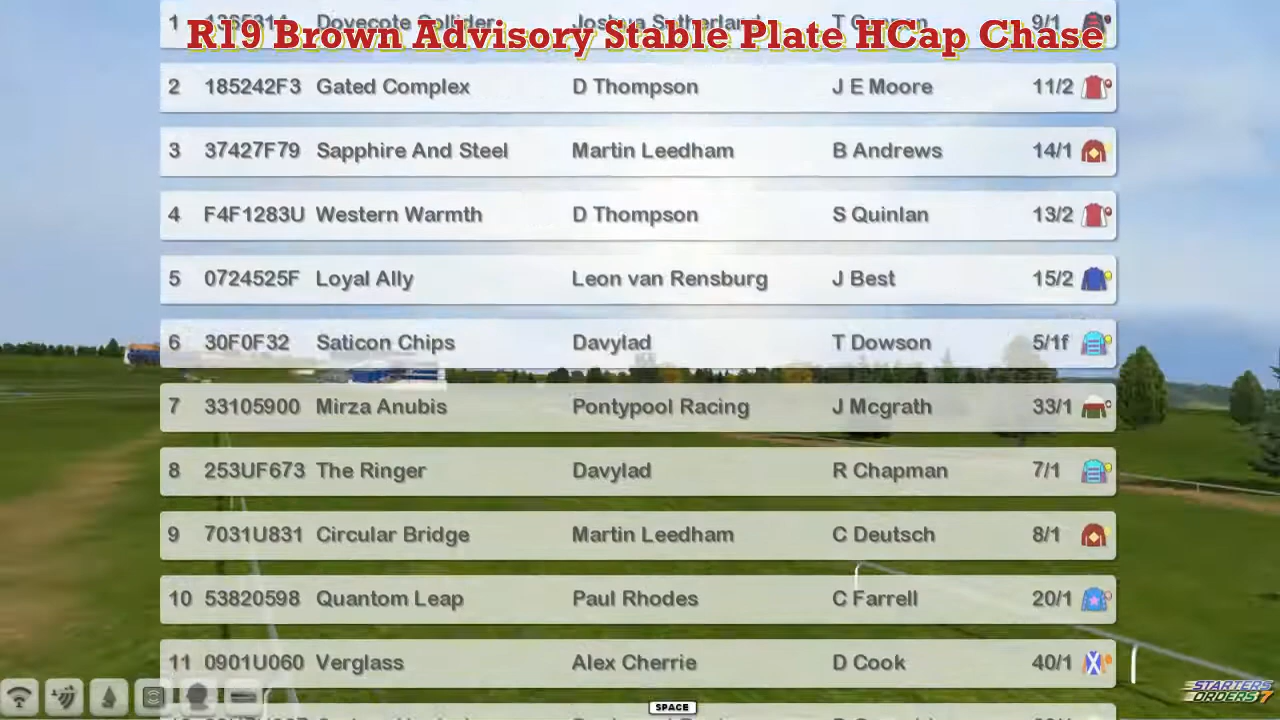 R19 Brown Advisory Stable Plate HCap Chase
1 Dovecote Collider Joshua Sutherland 9/1
2 185242F3 Gated Complex D Thompson J E Moore 11/2
3 37427F79 Sapphire And Steel Martin Leedham B Andrews 14/1
4 F4F1283U Western Warmth D Thompson S Quinlan 13/2
5 0724525F Loyal Ally Leon van Rensburg J Best 15/2
6 30F0F32 Saticon Chips Davylad T Dowson 5/1f
7 33105900 Mirza Anubis Pontypool Racing J Mcgrath 33/1
8 253UF673 The Ringer Davylad R Chapman 7/1
9 7031U831 Circular Bridge Martin Leedham C Deutsch 8/1
10 53820598 Quantom Leap Paul Rhodes C Farrell 20/1
11 0901U060 Verglass Alex Cherrie D Cook 40/1
SPACE
STARTERS
ORDERS 7